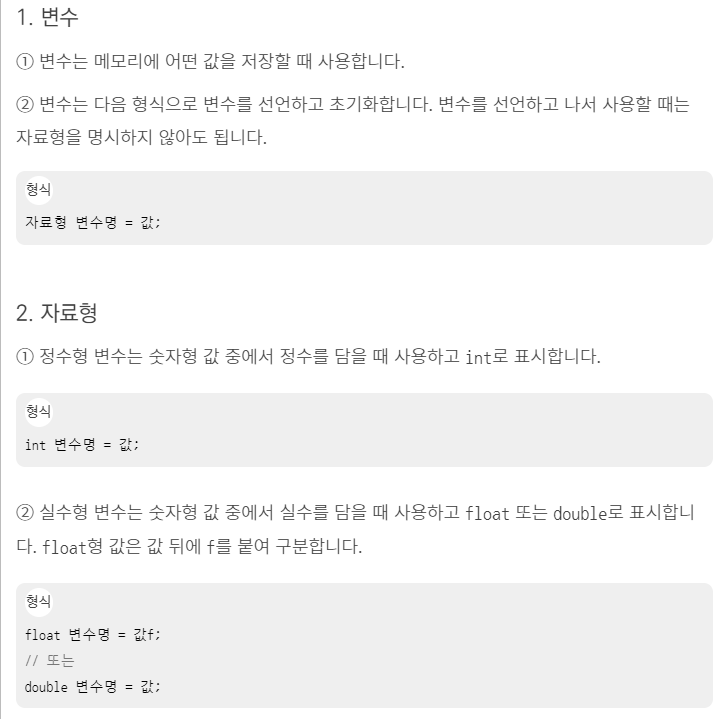 1. 변수
① 변수는 메모리에 어떤 값을 저장할 때 사용합니다.
② 변수는 다음 형식으로 변수를 선언하고 초기화합니다. 변수를 선언하고 나서 사용할 때는
자료형을 명시하지 않아도 됩니다.
형식
자료형 변수명 = 값;
2. 자료형
① 정수형 변수는 숫자형 값 중에서 정수를 담을 때 사용하고 int로 표시합니다.
형식
int 변수명 = 값;
② 실수형 변수는 숫자형 값 중에서 실수를 담을 때 사용하고 float 또는 double로 표시합니
다. float형 값은 값 뒤에 f를 붙여 구분합니다.
형식
float 변수명 = 값f;
// 또는
double 변수명 = 값;